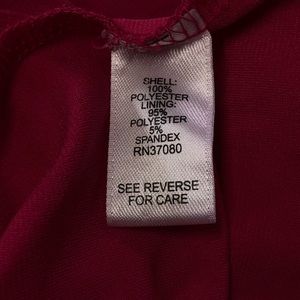 SHELL:
100%
POLYESTER
LINING:
95%
POLYESTER
5%
SPANDEX
RN37080
SEE REVERSE
FOR CARE